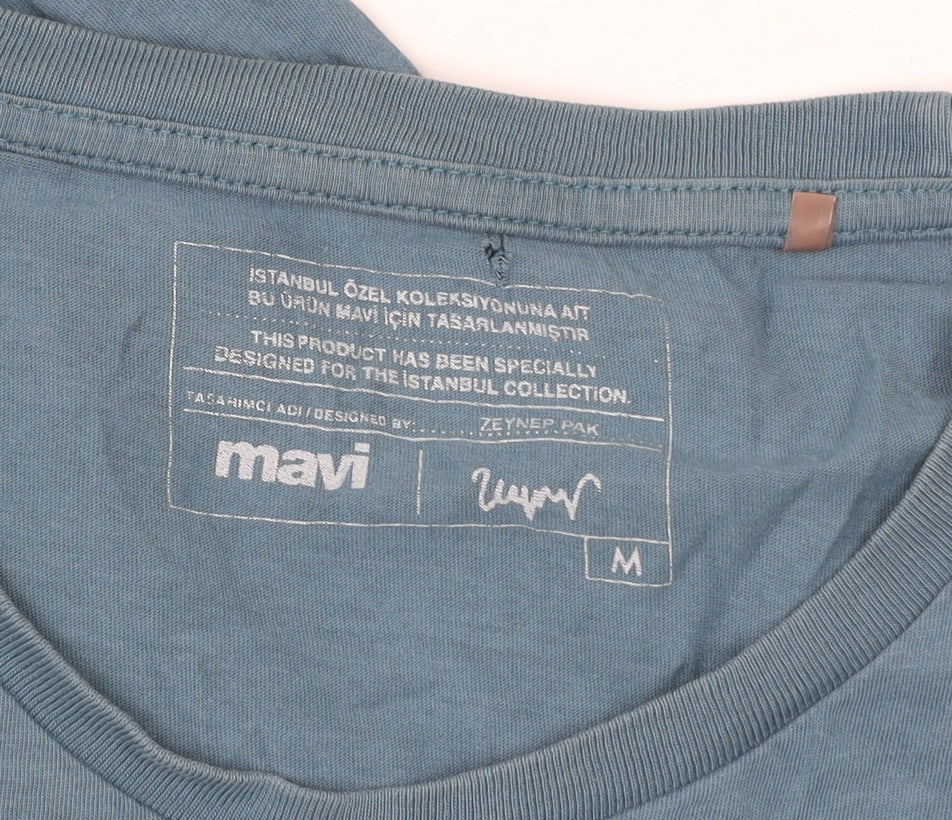 İSTANBUL ÖZEL KOLEKSİYONUNA AİT
BU ÜRÜN MAVİ İÇİN TASARLANMIŞTIR
THIS PRODUCT HAS BEEN SPECIALLY
DESIGNED FOR THE İSTANBUL COLLECTION.
TASARIMCI ADI / DESIGNED BY: ZEYNEP PAK
mavi
M